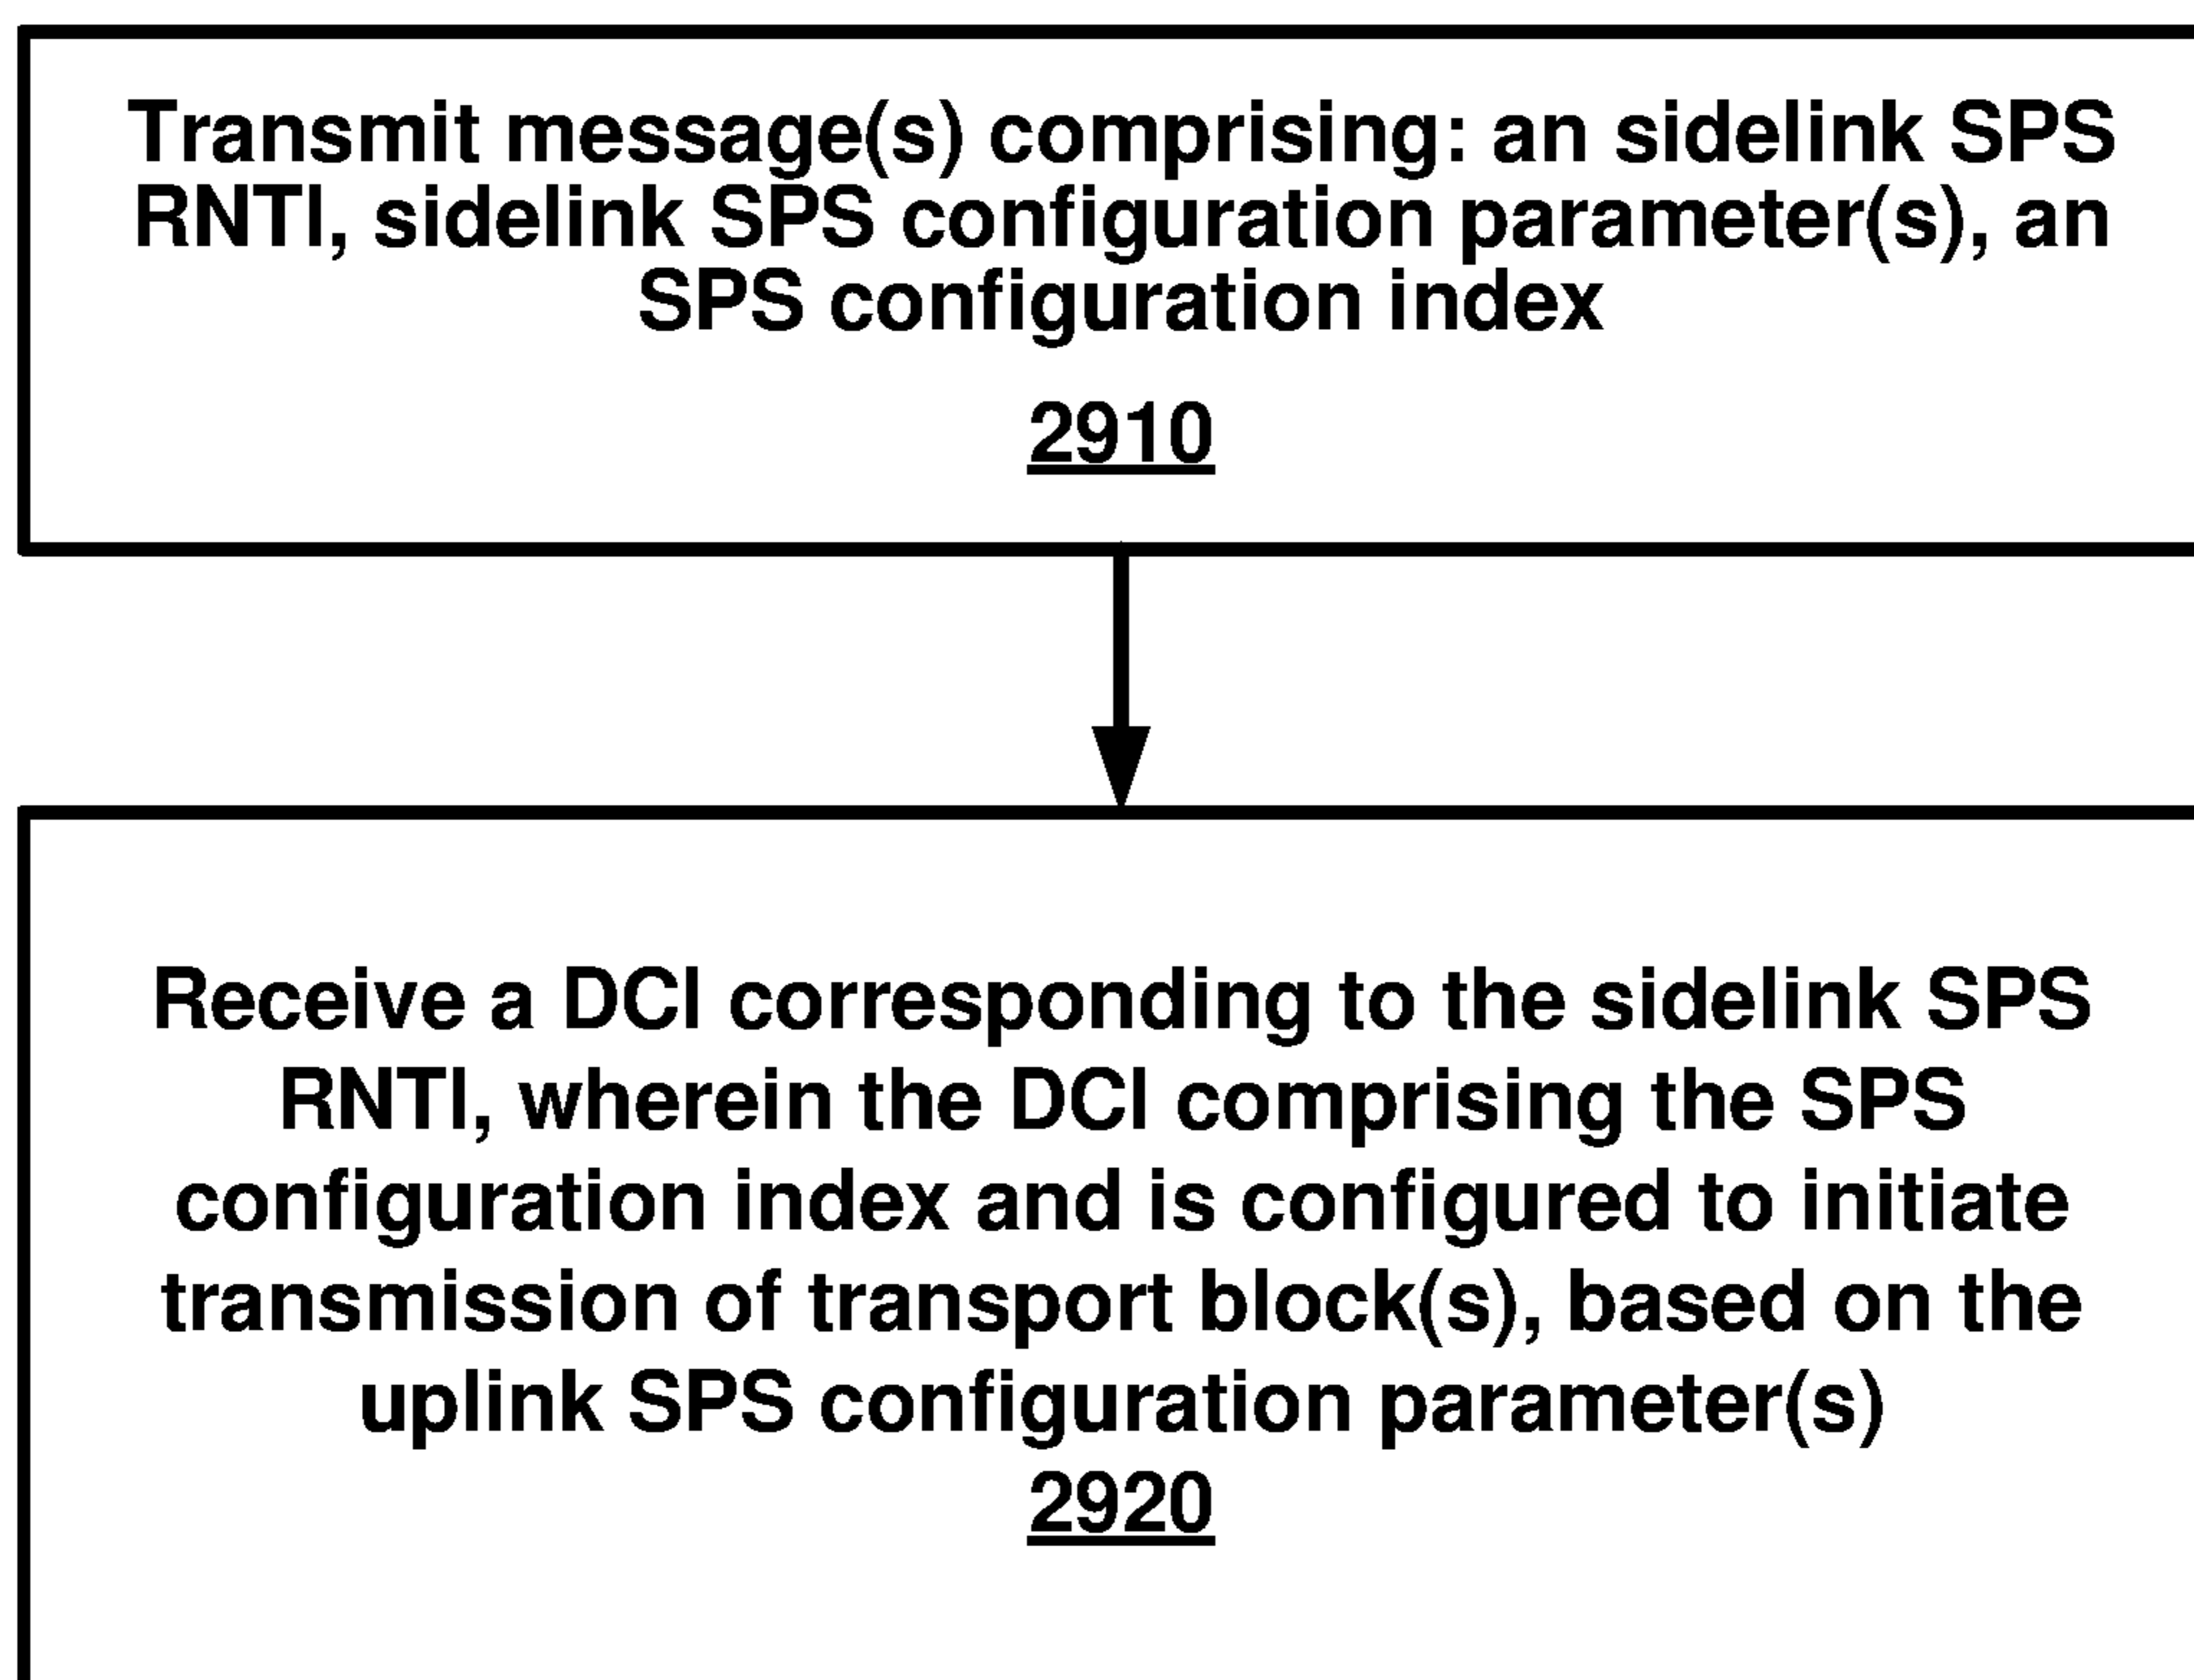 Transmit message(s) comprising: an sidelink SPS
RNTI, sidelink SPS configuration parameter(s), an
SPS configuration index
2910
Receive a DCI corresponding to the sidelink SPS
RNTI, wherein the DCI comprising the SPS
configuration index and is configured to initiate
transmission of transport block(s), based on the
uplink SPS configuration parameter(s)
2920